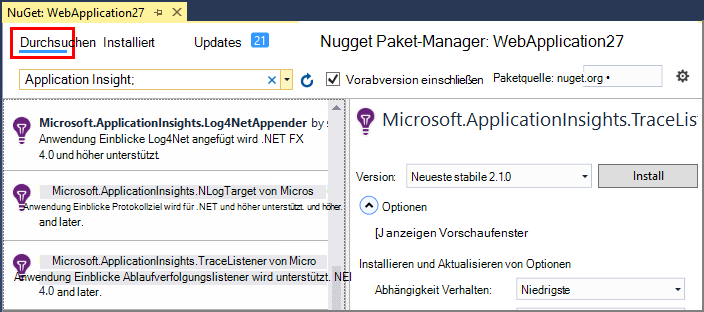 NuGet: WebApplication27
Durchsuchen Installiert Updates 21 Nugget Paket-Manager: WebApplication27
Application Insight;
Vorabversion einschließen Paketquelle: nuget.org •
Microsoft.ApplicationInsights.Log4NetAppender by s
Anwendung Einblicke Log4Net angefügt wird .NET FX
4.0 und höher unterstützt.
Microsoft.ApplicationInsights.NLogTarget von Micros
Anwendung Einblicke Protokollziel wird für .NET und höher unterstützt. und höher.
and later.
Microsoft.ApplicationInsights.TraceListener von Micro
Anwendung Einblicke Ablaufverfolgungslistener wird unterstützt. NEI
4.0 and later.
Microsoft.ApplicationInsights.TraceListe
Version: Neueste stabile 2.1.0 Install
Optionen
[J anzeigen Vorschaufenster
Installieren und Aktualisieren von Optionen
Abhängigkeit Verhalten: Niedrigste